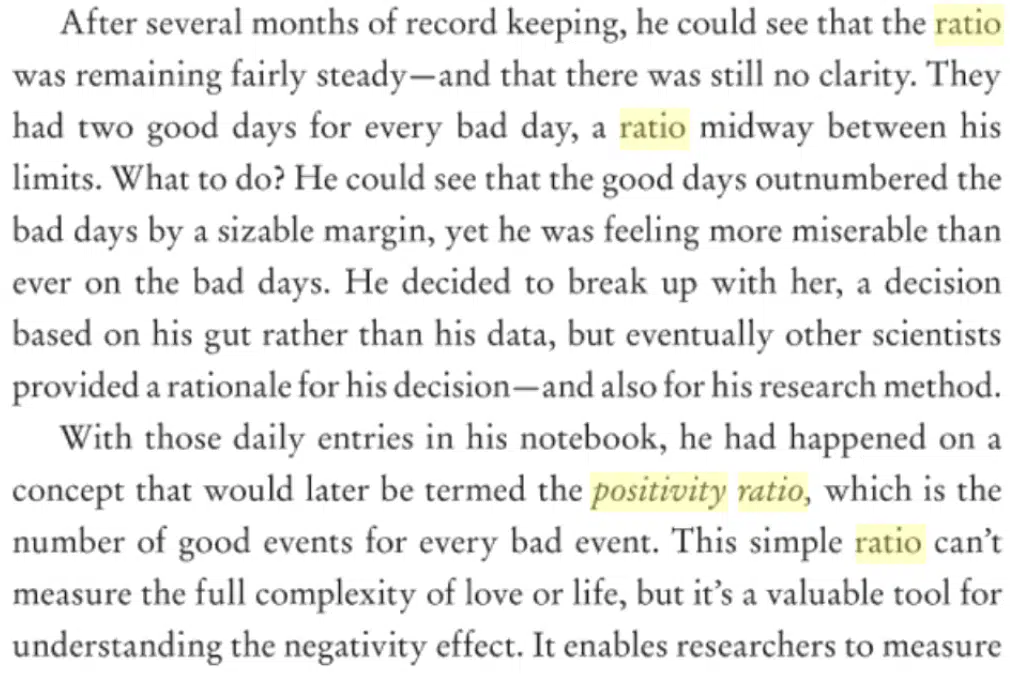 After several months of record keeping, he could see that the ratio
was remaining fairly steady—and that there was still no clarity. They
had two good days for every bad day, a ratio midway between his
limits. What to do? He could see that the good days outnumbered the
bad days by a sizable margin, yet he was feeling more miserable than
ever on the bad days. He decided to break up with her, a decision
based on his gut rather than his data, but eventually other scientists
provided a rationale for his decision—and also for his research method.
With those daily entries in his notebook, he had happened on a
concept that would later be termed the positivity ratio, which is the
number of good events for every bad event. This simple ratio can’t
measure the full complexity of love or life, but it’s a valuable tool for
understanding the negativity effect. It enables researchers to measure